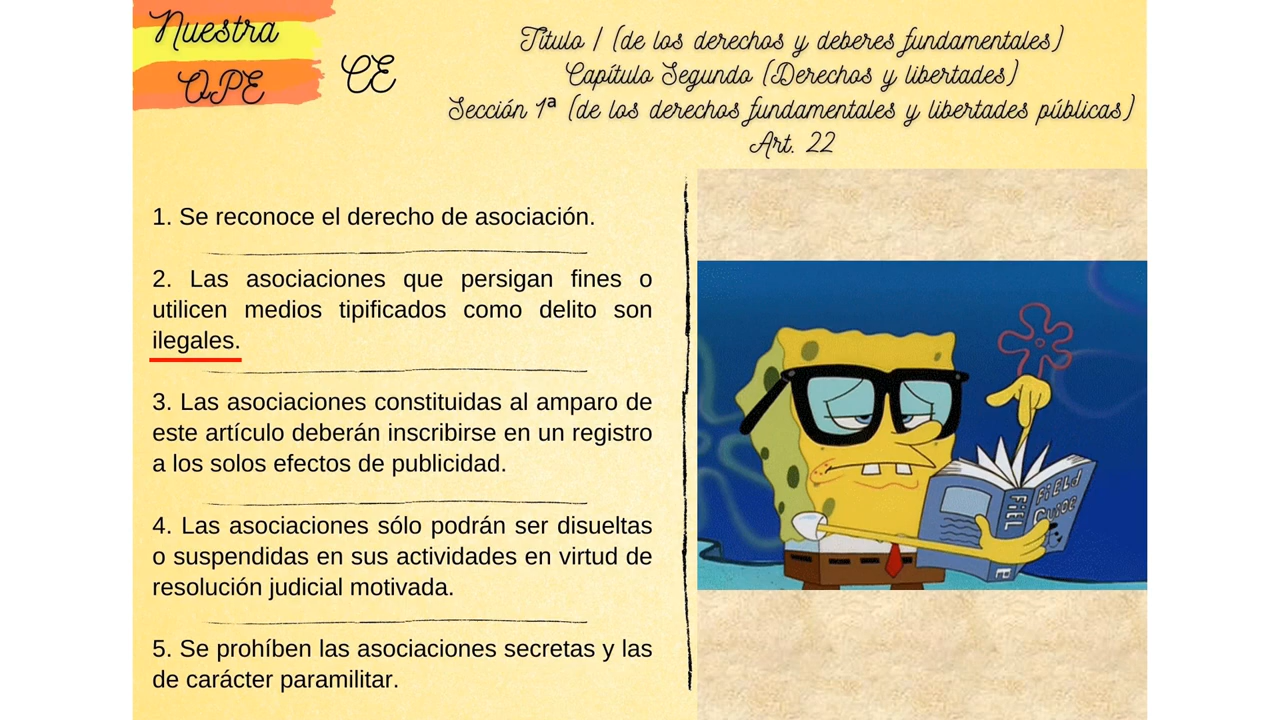 Nuestra
OPE
CE
Título I (de los derechos y deberes fundamentales)
Capítulo Segundo (Derechos y libertades)
Sección 1ª (de los derechos fundamentales y libertades públicas)
Art. 22
1. Se reconoce el derecho de asociación.
2. Las asociaciones que persigan fines o
utilicen medios tipificados como delito son
ilegales.
3. Las asociaciones constituidas al amparo de
este artículo deberán inscribirse en un registro
a los solos efectos de publicidad.
4. Las asociaciones sólo podrán ser disueltas
o suspendidas en sus actividades en virtud de
resolución judicial motivada.
5. Se prohíben las asociaciones secretas y las
de carácter paramilitar.
FiELd
GUiDE
FiEL